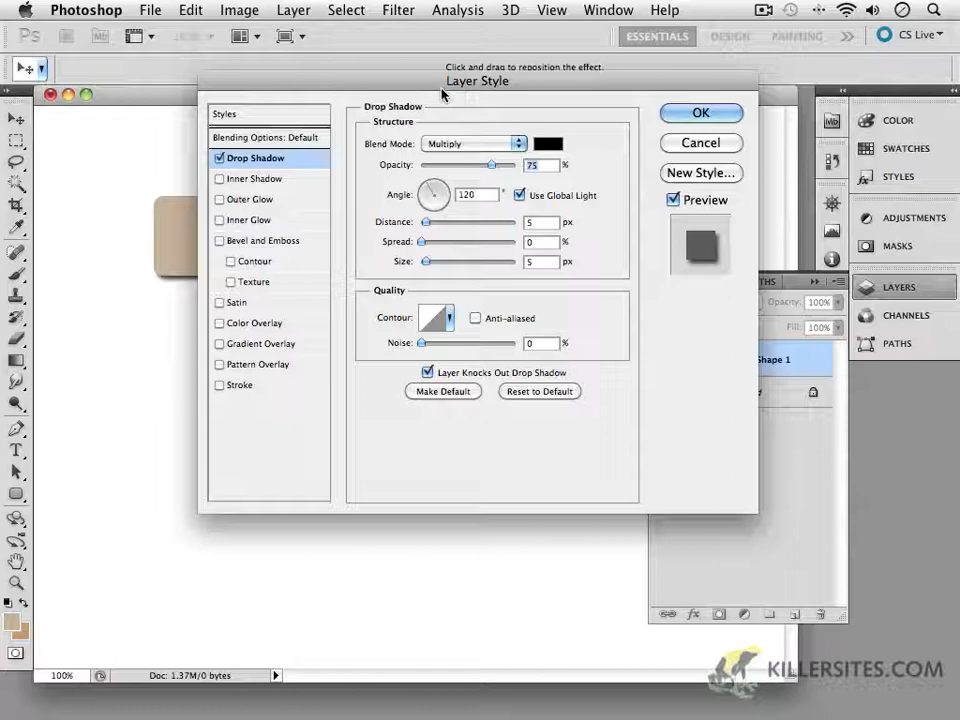 Photoshop File Edit Image Layer Select Filter Analysis 3D View Window Help
Ps Mb ESSENTIALS DESIGN PAINTING CS Live
Click and drag to reposition the effect.
Layer Style
Styles
Blending Options: Default
Drop Shadow
Inner Shadow
Outer Glow
Inner Glow
Bevel and Emboss
Contour
Texture
Satin
Color Overlay
Gradient Overlay
Pattern Overlay
Stroke
Drop Shadow
Structure
Blend Mode: Multiply
Opacity: 75 %
Angle: 120 ° Use Global Light
Distance: 5 px
Spread: 0 %
Size: 5 px
Quality
Contour: Anti-aliased
Noise: 0 %
Layer Knocks Out Drop Shadow
Make Default Reset to Default
OK
Cancel
New Style...
Preview
Mb
COLOR
SWATCHES
fx STYLES
ADJUSTMENTS
MASKS
LAYERS
CHANNELS
PATHS
THS
Opacity: 100%
Fill: 100%
Shape 1
fx
T
100% Doc: 1.37M/0 bytes
KILLERSITES.COM